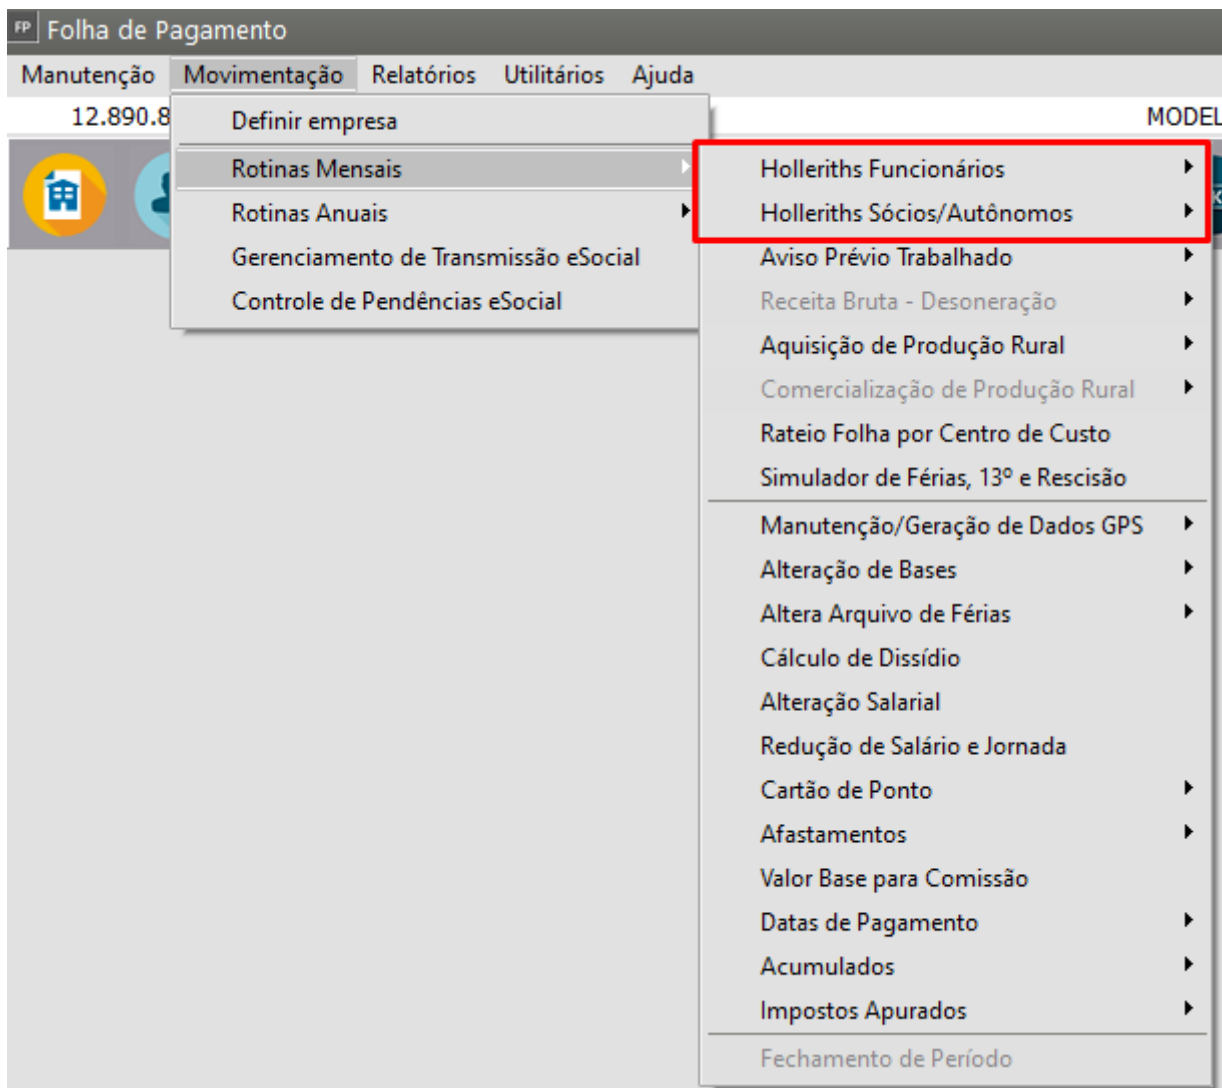 FP Folha de Pagamento
Manutenção Movimentação Relatórios Utilitários Ajuda
12.890.8
MODEL
Definir empresa
Rotinas Mensais
Rotinas Anuais
Gerenciamento de Transmissão eSocial
Controle de Pendências eSocial
Holleriths Funcionários
Holleriths Sócios/Autônomos
Aviso Prévio Trabalhado
Receita Bruta - Desoneração
Aquisição de Produção Rural
Comercialização de Produção Rural
Rateio Folha por Centro de Custo
Simulador de Férias, 13º e Rescisão
Manutenção/Geração de Dados GPS
Alteração de Bases
Altera Arquivo de Férias
Cálculo de Dissídio
Alteração Salarial
Redução de Salário e Jornada
Cartão de Ponto
Afastamentos
Valor Base para Comissão
Datas de Pagamento
Acumulados
Impostos Apurados
Fechamento de Período